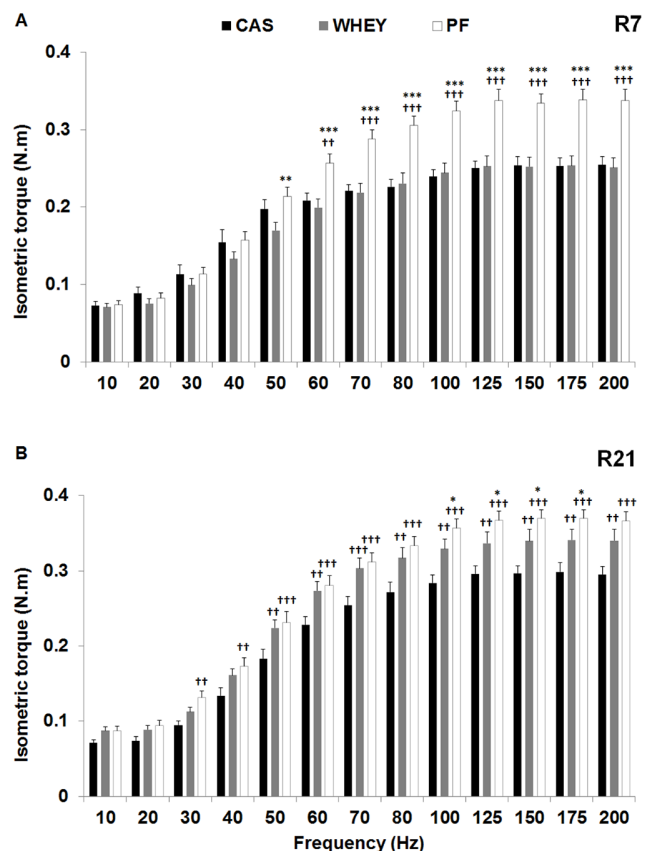 A
CAS WHEY PF
R7
Isometric torque (N.m)
0.4
0.3
0.2
0.1
0
**
*** *** *** *** *** *** *** ***
†† ††† ††† ††† ††† ††† ††† †††
10 20 30 40 50 60 70 80 100 125 150 175 200
B
R21
Isometric torque (N.m)
0.4
0.3
0.2
0.1
0
* * * *
†† †† †† ††† †† ††† ††† ††† †† ††† †† ††† †† ††† †† ††† †† ††† †† †††
10 20 30 40 50 60 70 80 100 125 150 175 200
Frequency (Hz)